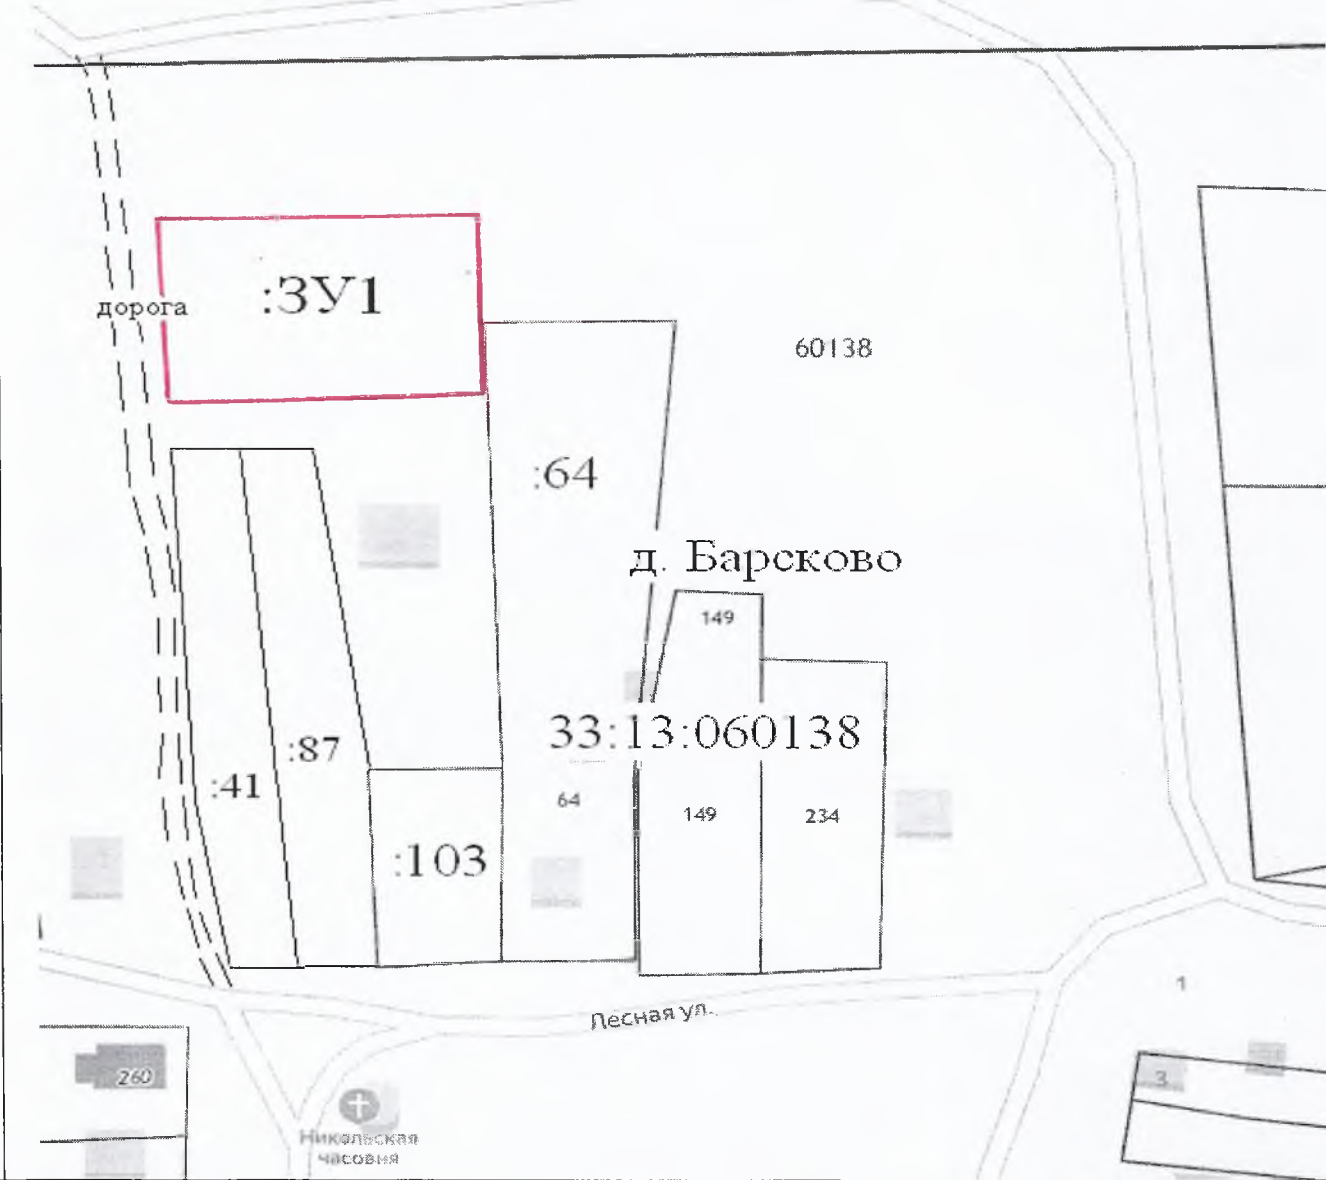 :ЗУ1
дорога
60138
:64
д. Барсково
149
33:13:060138
:87
:41
64
149
234
:103
1
Лесная ул.
260
3
Никольская
часовня